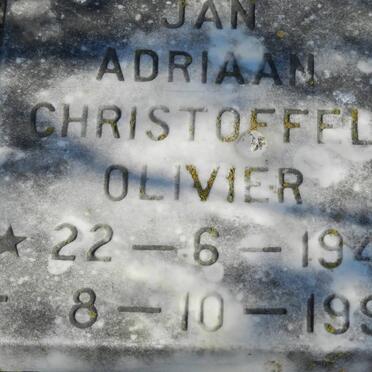 JAN
ADRIAAN
CHRISTOFFEL
OLIVIER
★ 22 — 6 — 194
8 — 10 — 199